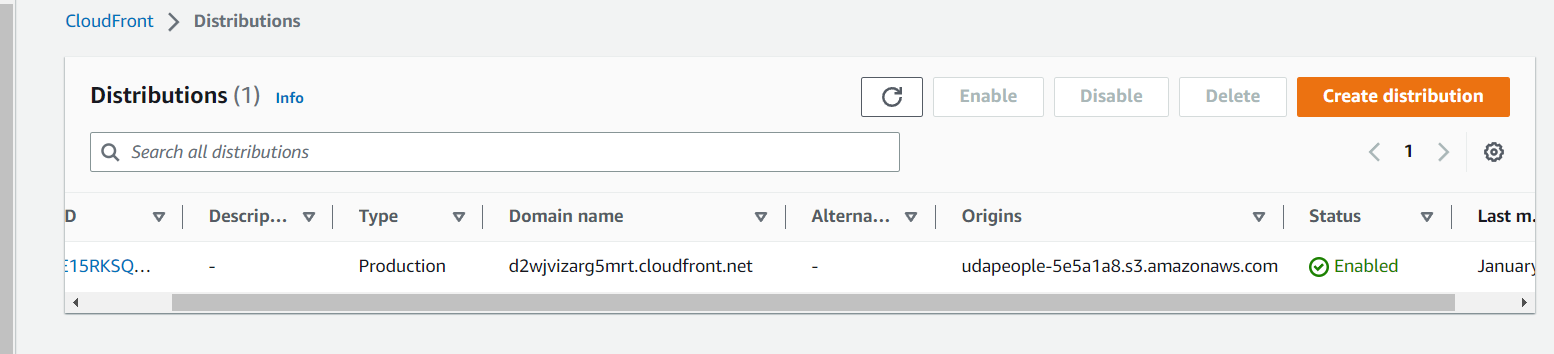 CloudFront > Distributions
Distributions (1) Info
Enable Disable Delete Create distribution
Search all distributions
1
D Descrip... Type Domain name Alterna... Origins Status Last m.
E15RKSQ... - Production d2wjvizarg5mrt.cloudfront.net - udapeople-5e5a1a8.s3.amazonaws.com Enabled January